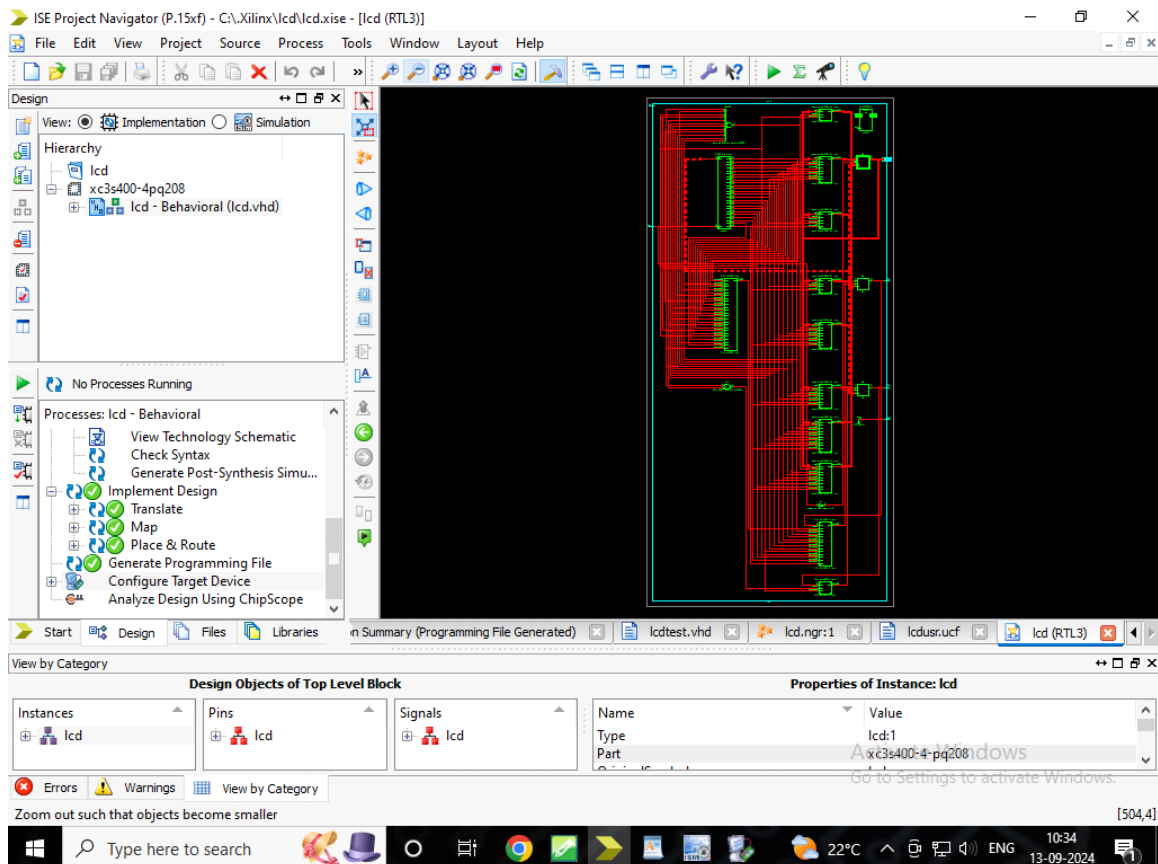 ISE Project Navigator (P.15xf) - C:\.Xilinx\lcd\lcd.xise - [lcd (RTL3)]
File Edit View Project Source Process Tools Window Layout Help
»
Design
View: Implementation Simulation
Hierarchy
lcd
xc3s400-4pq208
lcd - Behavioral (lcd.vhd)
No Processes Running
Processes: lcd - Behavioral
View Technology Schematic
Check Syntax
Generate Post-Synthesis Simu...
Implement Design
Translate
Map
Place & Route
Generate Programming File
Configure Target Device
Analyze Design Using ChipScope
Start Design Files Libraries
n Summary (Programming File Generated) lcdtest.vhd lcd.ngr:1 lcdusr.ucf lcd (RTL3)
View by Category
Design Objects of Top Level Block Properties of Instance: lcd
Instances Pins Signals Name Value
lcd lcd lcd Type lcd:1
Part xc3s400-4-pq208
Activate Windows
Go to Settings to activate Windows.
Errors Warnings View by Category
Zoom out such that objects become smaller [504,4]
Type here to search 22°C ENG 10:34
13-09-2024